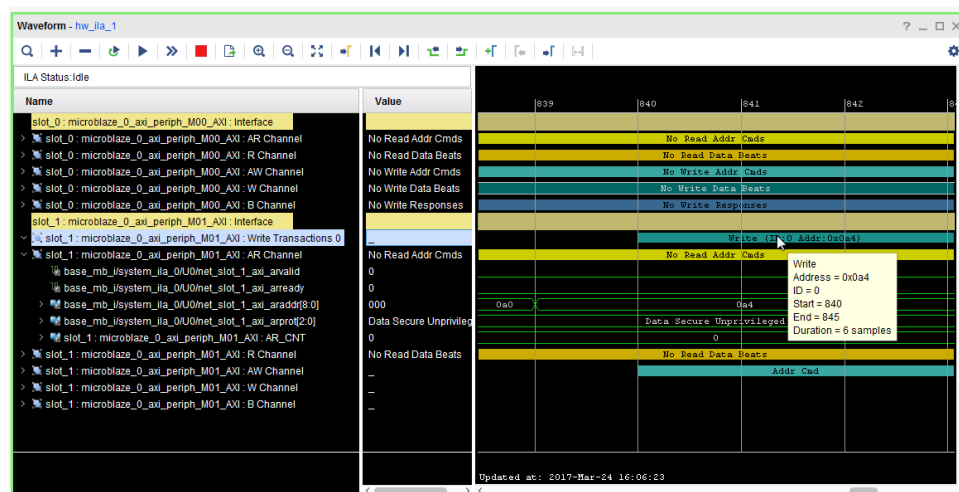 Waveform - hw_ila_1
ILA Status: Idle
Name Value 839 840 841 842
slot_0 : microblaze_0_axi_periph_M00_AXI : Interface
slot_0 : microblaze_0_axi_periph_M00_AXI : AR Channel No Read Addr Cmds No Read Addr Cmds
slot_0 : microblaze_0_axi_periph_M00_AXI : R Channel No Read Data Beats No Read Data Beats
slot_0 : microblaze_0_axi_periph_M00_AXI : AW Channel No Write Addr Cmds No Write Addr Cmds
slot_0 : microblaze_0_axi_periph_M00_AXI : W Channel No Write Data Beats No Write Data Beats
slot_0 : microblaze_0_axi_periph_M00_AXI : B Channel No Write Responses No Write Responses
slot_1 : microblaze_0_axi_periph_M01_AXI : Interface
slot_1 : microblaze_0_axi_periph_M01_AXI : Write Transactions 0 _ Write (ID:0 Addr:0x0a4)
slot_1 : microblaze_0_axi_periph_M01_AXI : AR Channel No Read Addr Cmds No Read Addr Cmds
base_mb_i/system_ila_0/U0/net_slot_1_axi_arvalid 0
base_mb_i/system_ila_0/U0/net_slot_1_axi_arready 0
base_mb_i/system_ila_0/U0/net_slot_1_axi_araddr[8:0] 000 0a0 0a4
base_mb_i/system_ila_0/U0/net_slot_1_axi_arprot[2:0] Data Secure Unprivileg Data Secure Unprivileged
slot_1 : microblaze_0_axi_periph_M01_AXI : AR_CNT 0 0
slot_1 : microblaze_0_axi_periph_M01_AXI : R Channel No Read Data Beats No Read Data Beats
slot_1 : microblaze_0_axi_periph_M01_AXI : AW Channel _ Addr Cmd
slot_1 : microblaze_0_axi_periph_M01_AXI : W Channel _
slot_1 : microblaze_0_axi_periph_M01_AXI : B Channel _
Write
Address = 0x0a4
ID = 0
Start = 840
End = 845
Duration = 6 samples
Updated at: 2017-Mar-24 16:06:23